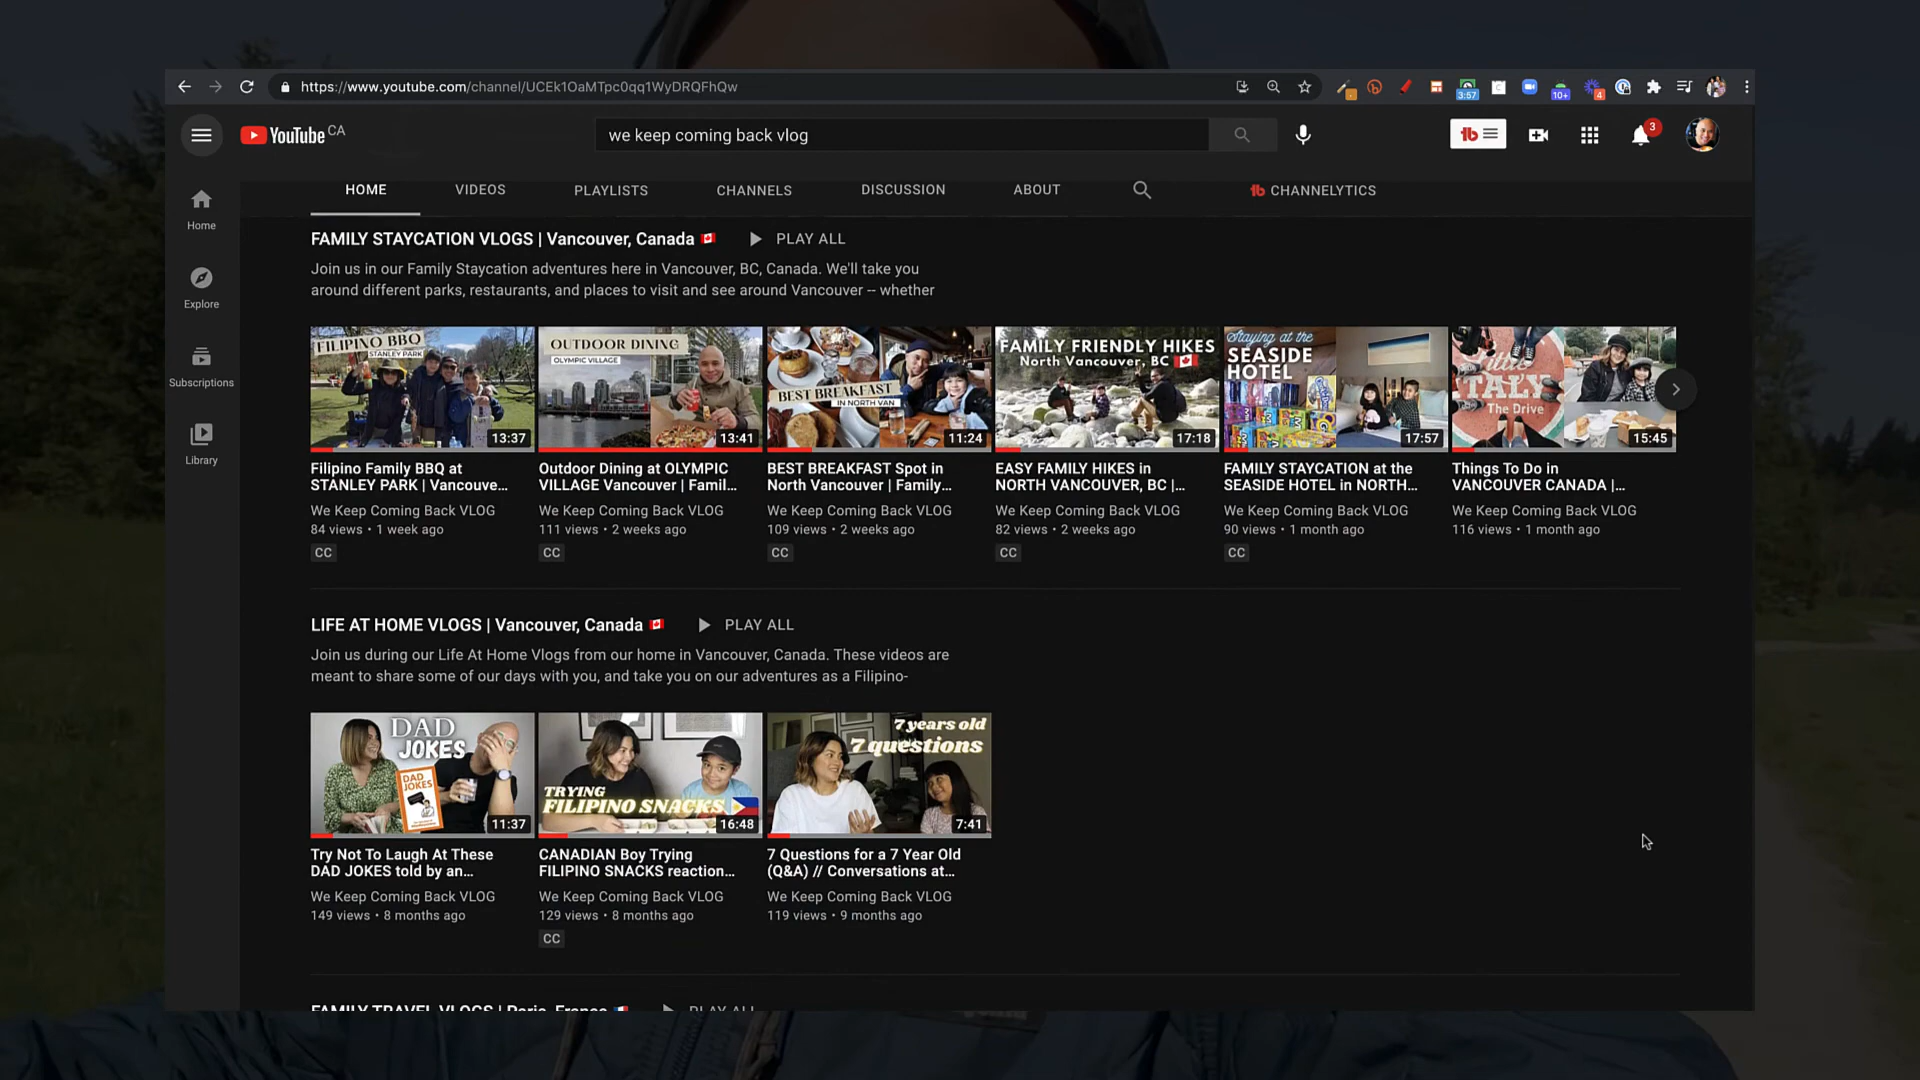 https://www.youtube.com/channel/UCEk1OaMTpc0qq1WyDRQFhQw
3:57
10+
4
YouTube CA
we keep coming back vlog
3
HOME
VIDEOS
PLAYLISTS
CHANNELS
DISCUSSION
ABOUT
CHANNELYTICS
Home
Explore
Subscriptions
Library
FAMILY STAYCATION VLOGS | Vancouver, Canada
PLAY ALL
Join us in our Family Staycation adventures here in Vancouver, BC, Canada. We'll take you
around different parks, restaurants, and places to visit and see around Vancouver -- whether
FILIPINO BBQ
STANLEY PARK
13:37
OUTDOOR DINING
OLYMPIC VILLAGE
13:41
BEST BREAKFAST
IN NORTH VAN
11:24
FAMILY FRIENDLY HIKES
North Vancouver, BC
17:18
Staying at the
SEASIDE
HOTEL
17:57
Little
ITALY
The Drive
15:45
Filipino Family BBQ at
STANLEY PARK | Vancouve...
We Keep Coming Back VLOG
84 views • 1 week ago
CC
Outdoor Dining at OLYMPIC
VILLAGE Vancouver | Famil...
We Keep Coming Back VLOG
111 views • 2 weeks ago
CC
BEST BREAKFAST Spot in
North Vancouver | Family...
We Keep Coming Back VLOG
109 views • 2 weeks ago
CC
EASY FAMILY HIKES in
NORTH VANCOUVER, BC |...
We Keep Coming Back VLOG
82 views • 2 weeks ago
CC
FAMILY STAYCATION at the
SEASIDE HOTEL in NORTH...
We Keep Coming Back VLOG
90 views • 1 month ago
CC
Things To Do in
VANCOUVER CANADA |...
We Keep Coming Back VLOG
116 views • 1 month ago
LIFE AT HOME VLOGS | Vancouver, Canada
PLAY ALL
Join us during our Life At Home Vlogs from our home in Vancouver, Canada. These videos are
meant to share some of our days with you, and take you on our adventures as a Filipino-
DAD
JOKES
DAD
JOKES
11:37
TRYING
FILIPINO SNACKS
16:48
7 years old
7 questions
7:41
Try Not To Laugh At These
DAD JOKES told by an...
We Keep Coming Back VLOG
149 views • 8 months ago
CANADIAN Boy Trying
FILIPINO SNACKS reaction...
We Keep Coming Back VLOG
129 views • 8 months ago
CC
7 Questions for a 7 Year Old
(Q&A) // Conversations at...
We Keep Coming Back VLOG
119 views • 9 months ago
FAMILY TRAVEL VLOGS | Paris, France
PLAY ALL